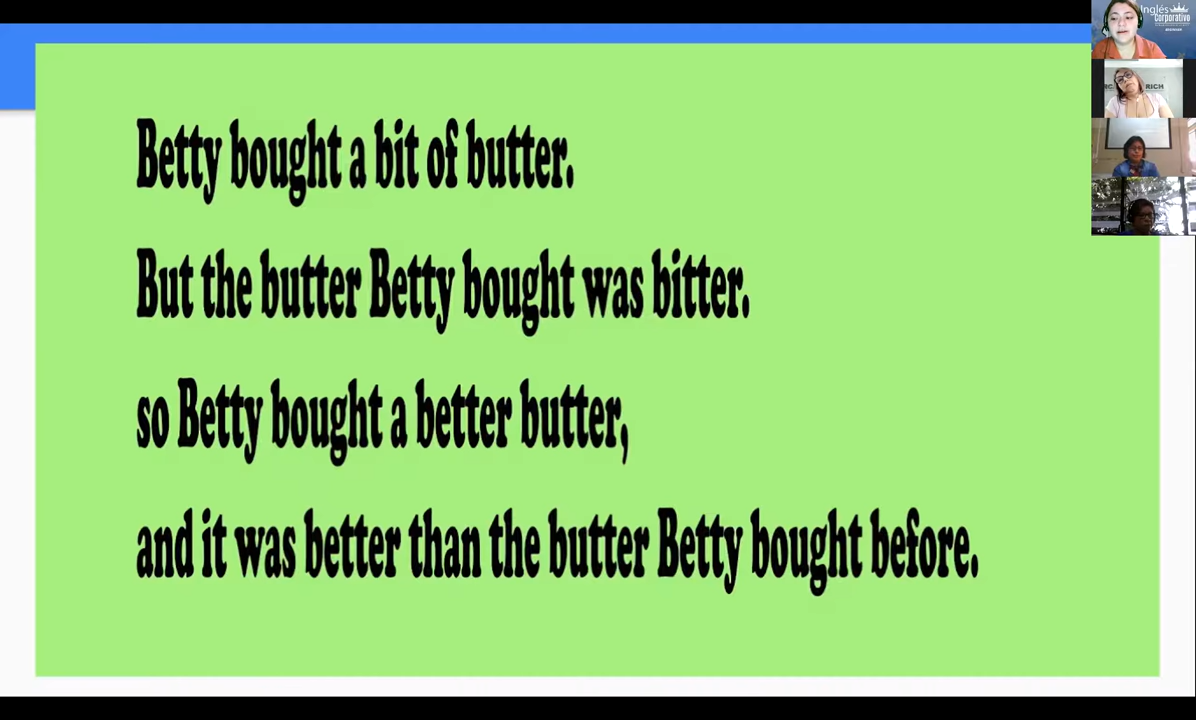 Betty bought a bit of butter.
But the butter Betty bought was bitter.
so Betty bought a better butter,
and it was better than the butter Betty bought before.
Inglés
Corporativo
RICH